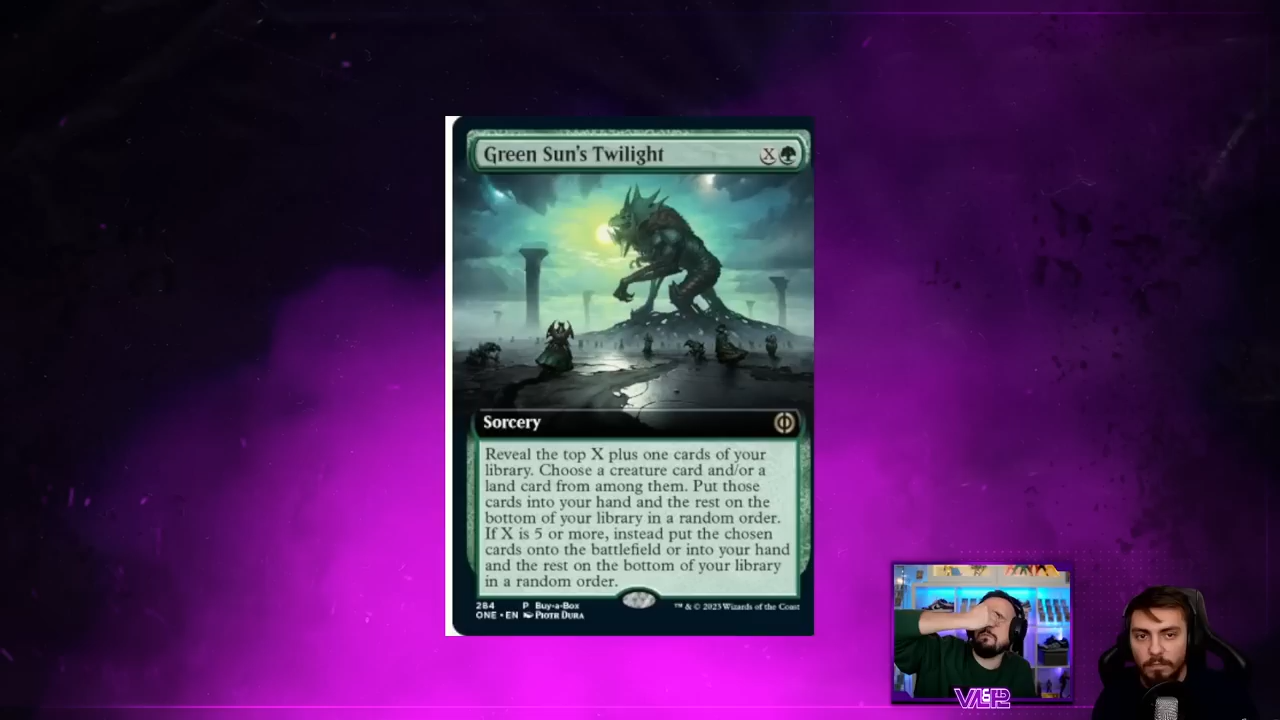 Green Sun's Twilight X
Sorcery
Reveal the top X plus one cards of your
library. Choose a creature card and/or a
land card from among them. Put those
cards into your hand and the rest on the
bottom of your library in a random order.
If X is 5 or more, instead put the chosen
cards onto the battlefield or into your hand
and the rest on the bottom of your library
in a random order.
284 P Buy-a-Box
ONE • EN Piotr Dura
™ & © 2023 Wizards of the Coast